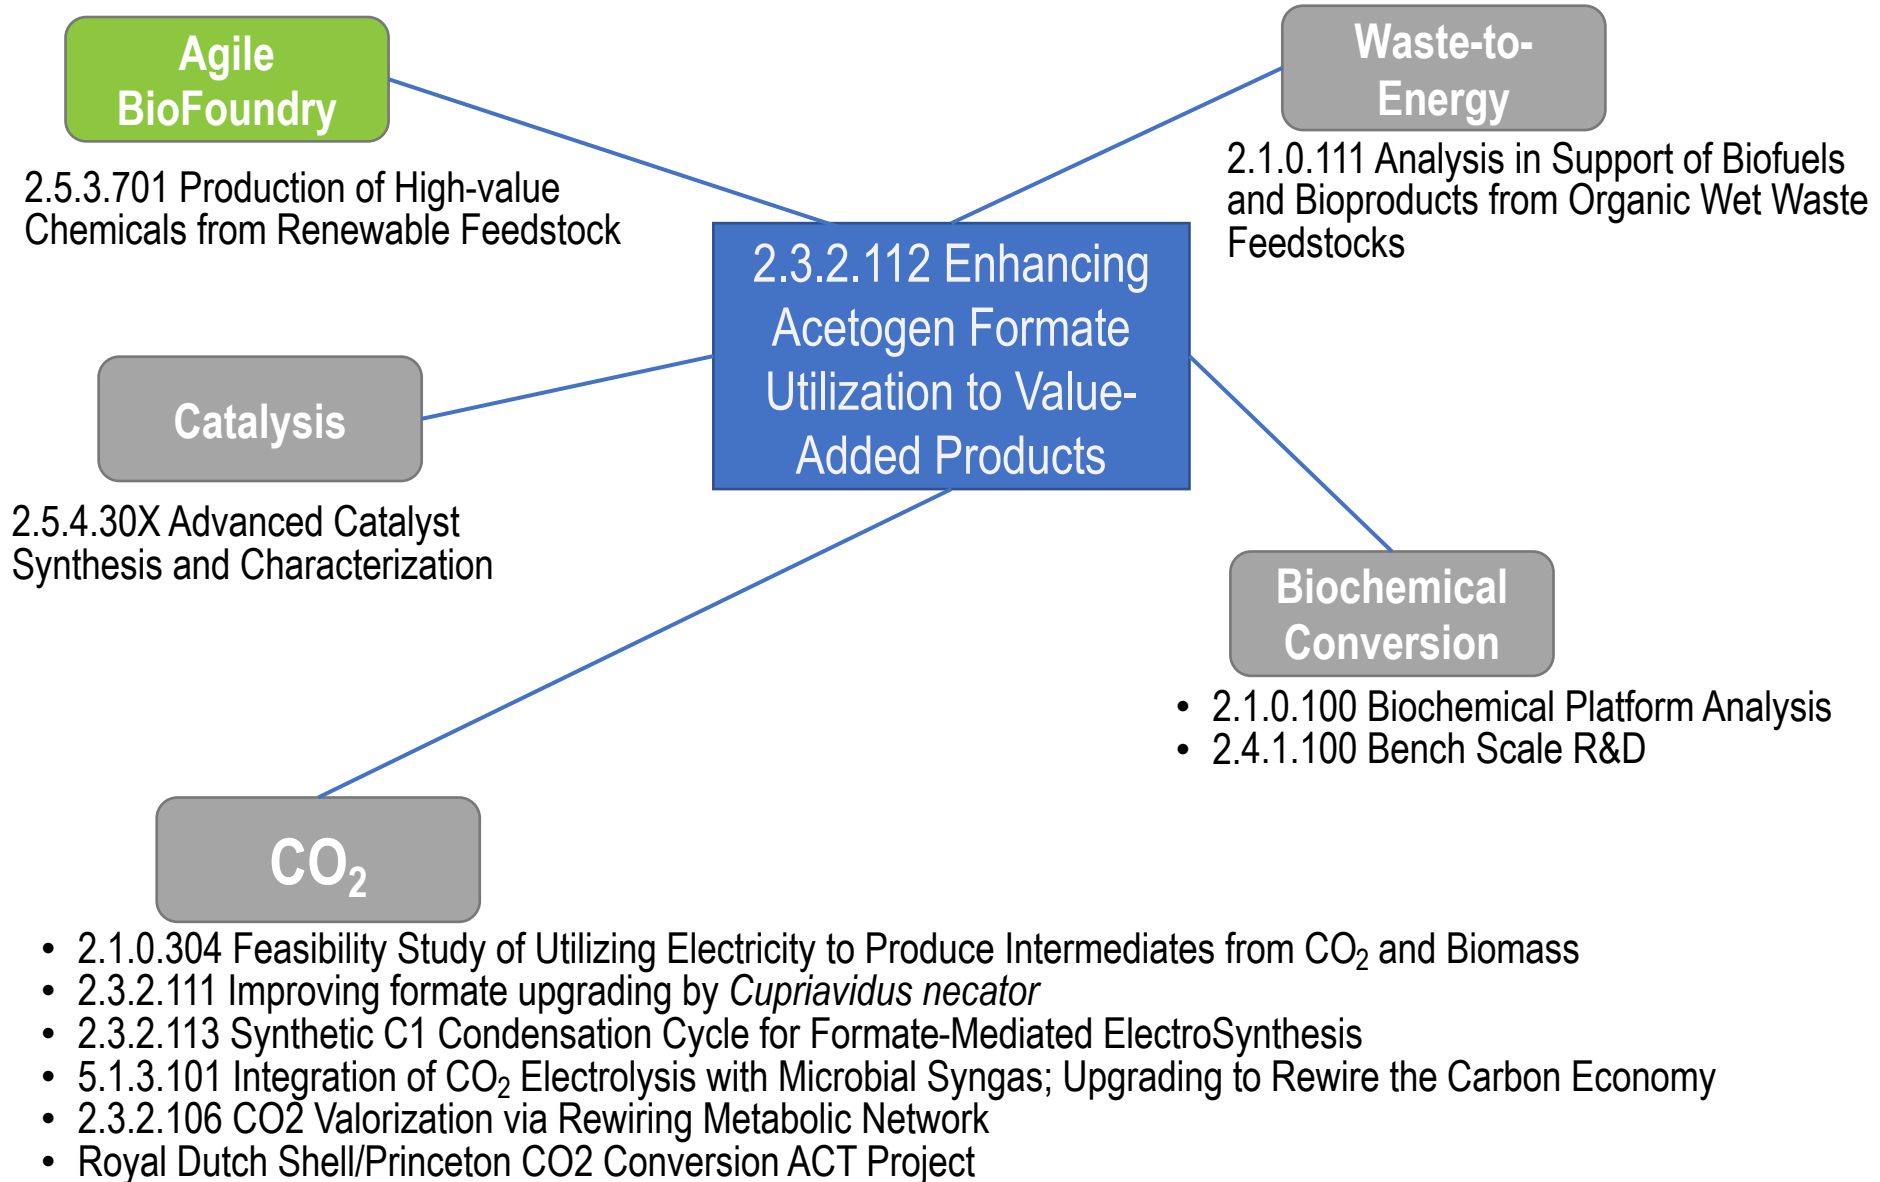 Agile
BioFoundry
2.5.3.701 Production of High-value
Chemicals from Renewable Feedstock
Waste-to-
Energy
2.1.0.111 Analysis in Support of Biofuels
and Bioproducts from Organic Wet Waste
Feedstocks
2.3.2.112 Enhancing
Acetogen Formate
Utilization to Value-
Added Products
Catalysis
2.5.4.30X Advanced Catalyst
Synthesis and Characterization
Biochemical
Conversion
• 2.1.0.100 Biochemical Platform Analysis
• 2.4.1.100 Bench Scale R&D
CO₂
• 2.1.0.304 Feasibility Study of Utilizing Electricity to Produce Intermediates from CO₂ and Biomass
• 2.3.2.111 Improving formate upgrading by Cupriavidus necator
• 2.3.2.113 Synthetic C1 Condensation Cycle for Formate-Mediated ElectroSynthesis
• 5.1.3.101 Integration of CO₂ Electrolysis with Microbial Syngas; Upgrading to Rewire the Carbon Economy
• 2.3.2.106 CO2 Valorization via Rewiring Metabolic Network
• Royal Dutch Shell/Princeton CO2 Conversion ACT Project